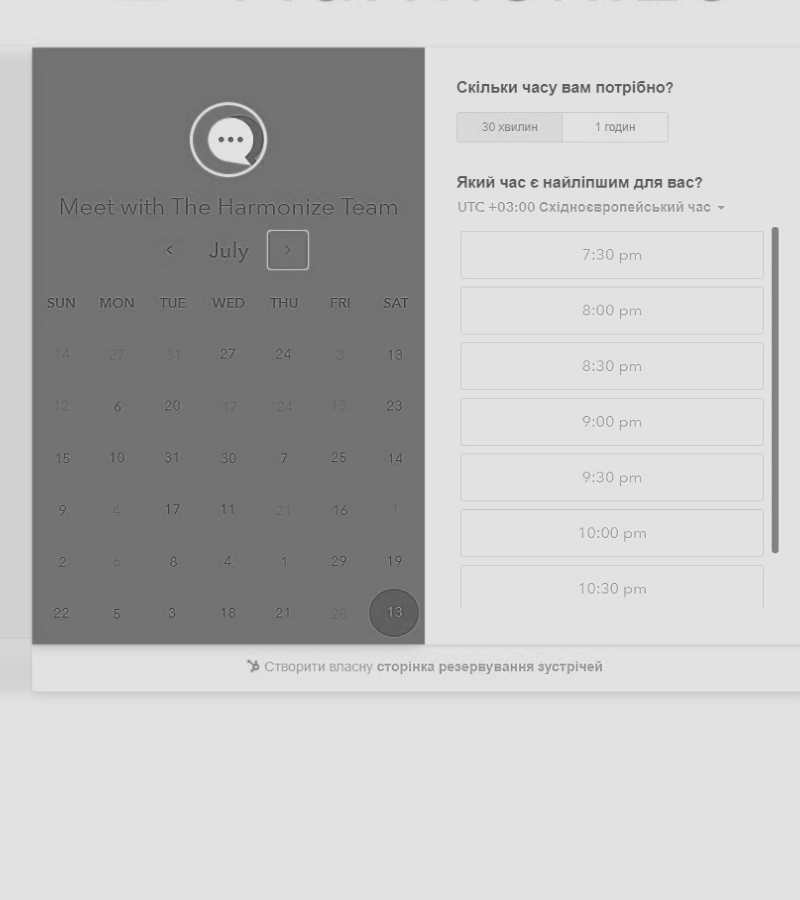 Meet with The Harmonize Team
July
SUN MON TUE WED THU FRI SAT
14 27 31 27 24 3 13
12 6 20 17 24 13 23
15 10 31 30 7 25 14
9 4 17 11 21 16 1
2 6 8 4 1 29 19
22 5 3 18 21 28 13
Скільки часу вам потрібно?
30 хвилин 1 годин
Який час є найліпшим для вас?
UTC +03:00 Східноєвропейський час
7:30 pm
8:00 pm
8:30 pm
9:00 pm
9:30 pm
10:00 pm
10:30 pm
Створити власну сторінка резервування зустрічей